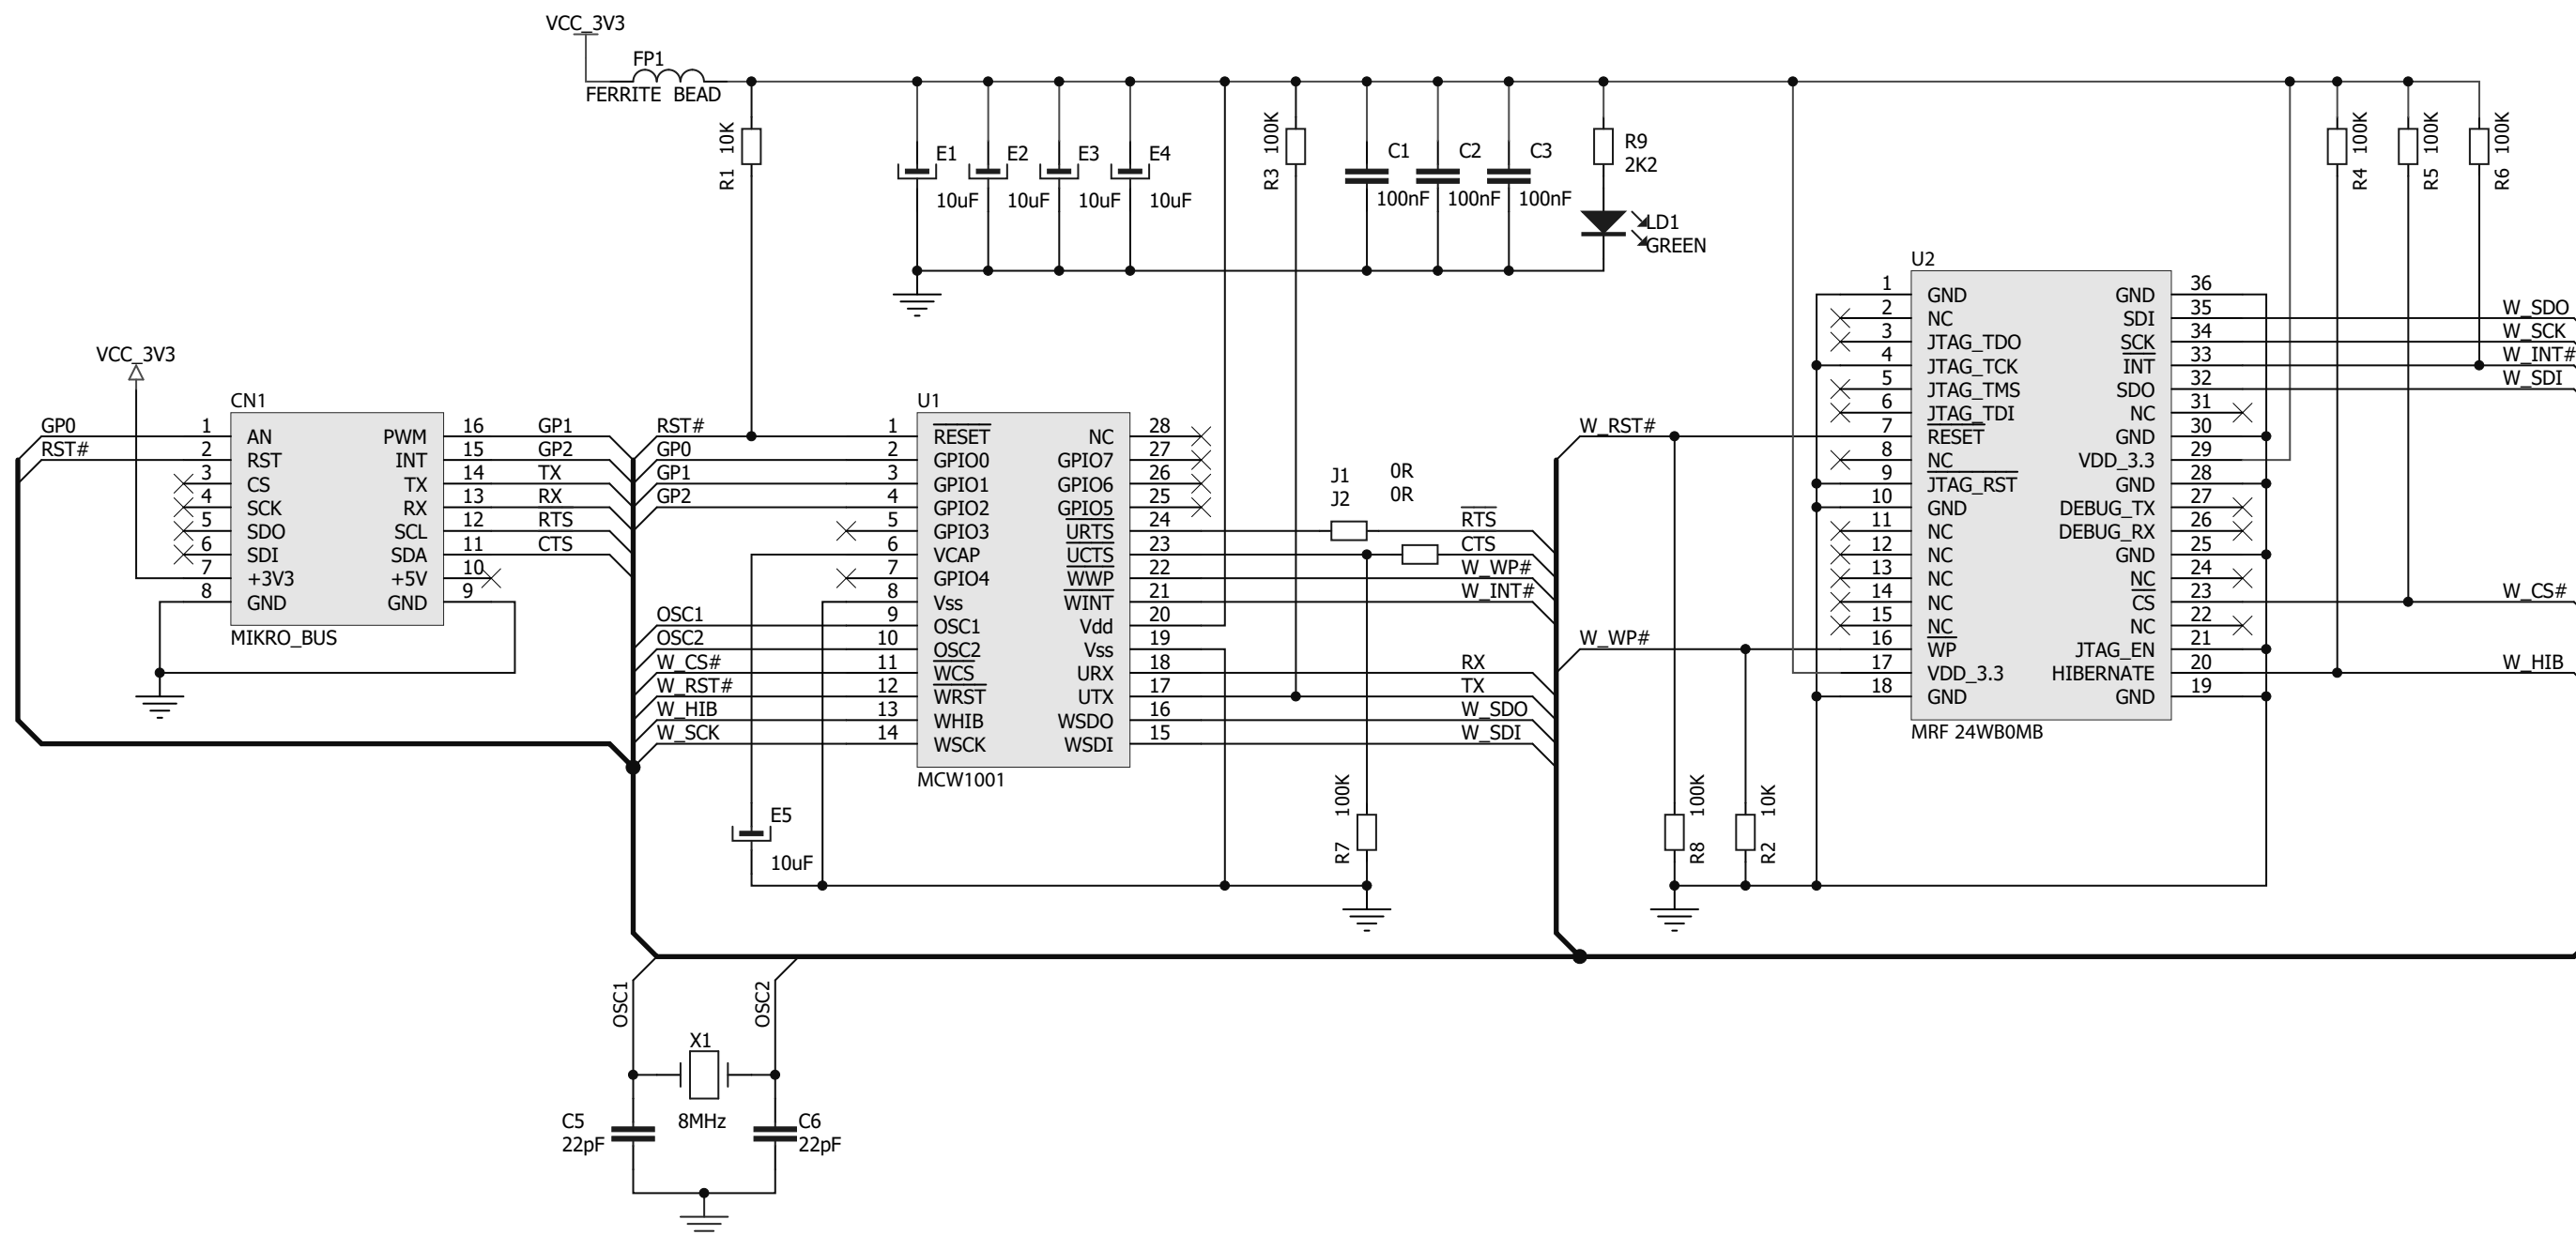 VCC_3V3
FP1
FERRITE BEAD
R1 10K
E1
10uF
E2
10uF
E3
10uF
E4
10uF
R3 100K
C1
100nF
C2
100nF
C3
100nF
R9
2K2
LD1
GREEN
R4 100K
R5 100K
R6 100K
VCC_3V3
CN1
GP0 1 AN PWM 16 GP1
RST# 2 RST INT 15 GP2
3 CS TX 14 TX
4 SCK RX 13 RX
5 SDO SCL 12 RTS
6 SDI SDA 11 CTS
7 +3V3 +5V 10
8 GND GND 9
MIKRO_BUS
U1
RST# 1 RESET NC 28
GP0 2 GPIO0 GPIO7 27
GP1 3 GPIO1 GPIO6 26
GP2 4 GPIO2 GPIO5 25
5 GPIO3 URTS 24 RTS
6 VCAP UCTS 23 CTS
7 GPIO4 WWP 22 W_WP#
8 Vss WINT 21 W_INT#
OSC1 9 OSC1 Vdd 20
OSC2 10 OSC2 Vss 19
W_CS# 11 WCS URX 18 RX
W_RST# 12 WRST UTX 17 TX
W_HIB 13 WHIB WSDO 16 W_SDO
W_SCK 14 WSCK WSDI 15 W_SDI
MCW1001
J1 0R
J2 0R
E5
10uF
R7 100K
U2
1 GND GND 36
2 NC SDI 35 W_SDO
3 JTAG_TDO SCK 34 W_SCK
4 JTAG_TCK INT 33 W_INT#
5 JTAG_TMS SDO 32 W_SDI
6 JTAG_TDI NC 31
W_RST# 7 RESET GND 30
8 NC VDD_3.3 29
9 JTAG_RST GND 28
10 GND DEBUG_TX 27
11 NC DEBUG_RX 26
12 NC GND 25
13 NC NC 24
14 NC CS 23 W_CS#
15 NC NC 22
W_WP# 16 WP JTAG_EN 21
17 VDD_3.3 HIBERNATE 20 W_HIB
18 GND GND 19
MRF 24WB0MB
R8 100K
R2 10K
OSC1
OSC2
X1
8MHz
C5
22pF
C6
22pF